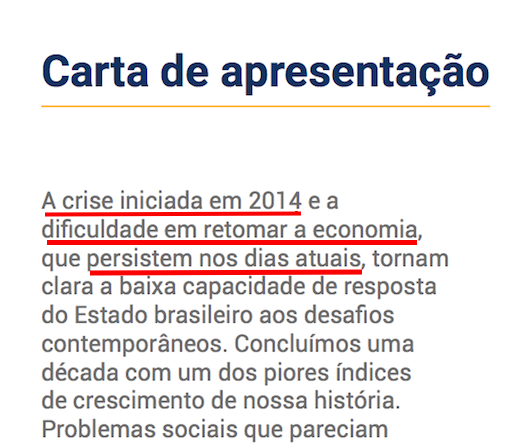 Carta de apresentação
A crise iniciada em 2014 e a
dificuldade em retomar a economia,
que persistem nos dias atuais, tornam
clara a baixa capacidade de resposta
do Estado brasileiro aos desafios
contemporâneos. Concluímos uma
década com um dos piores índices
de crescimento de nossa história.
Problemas sociais que pareciam